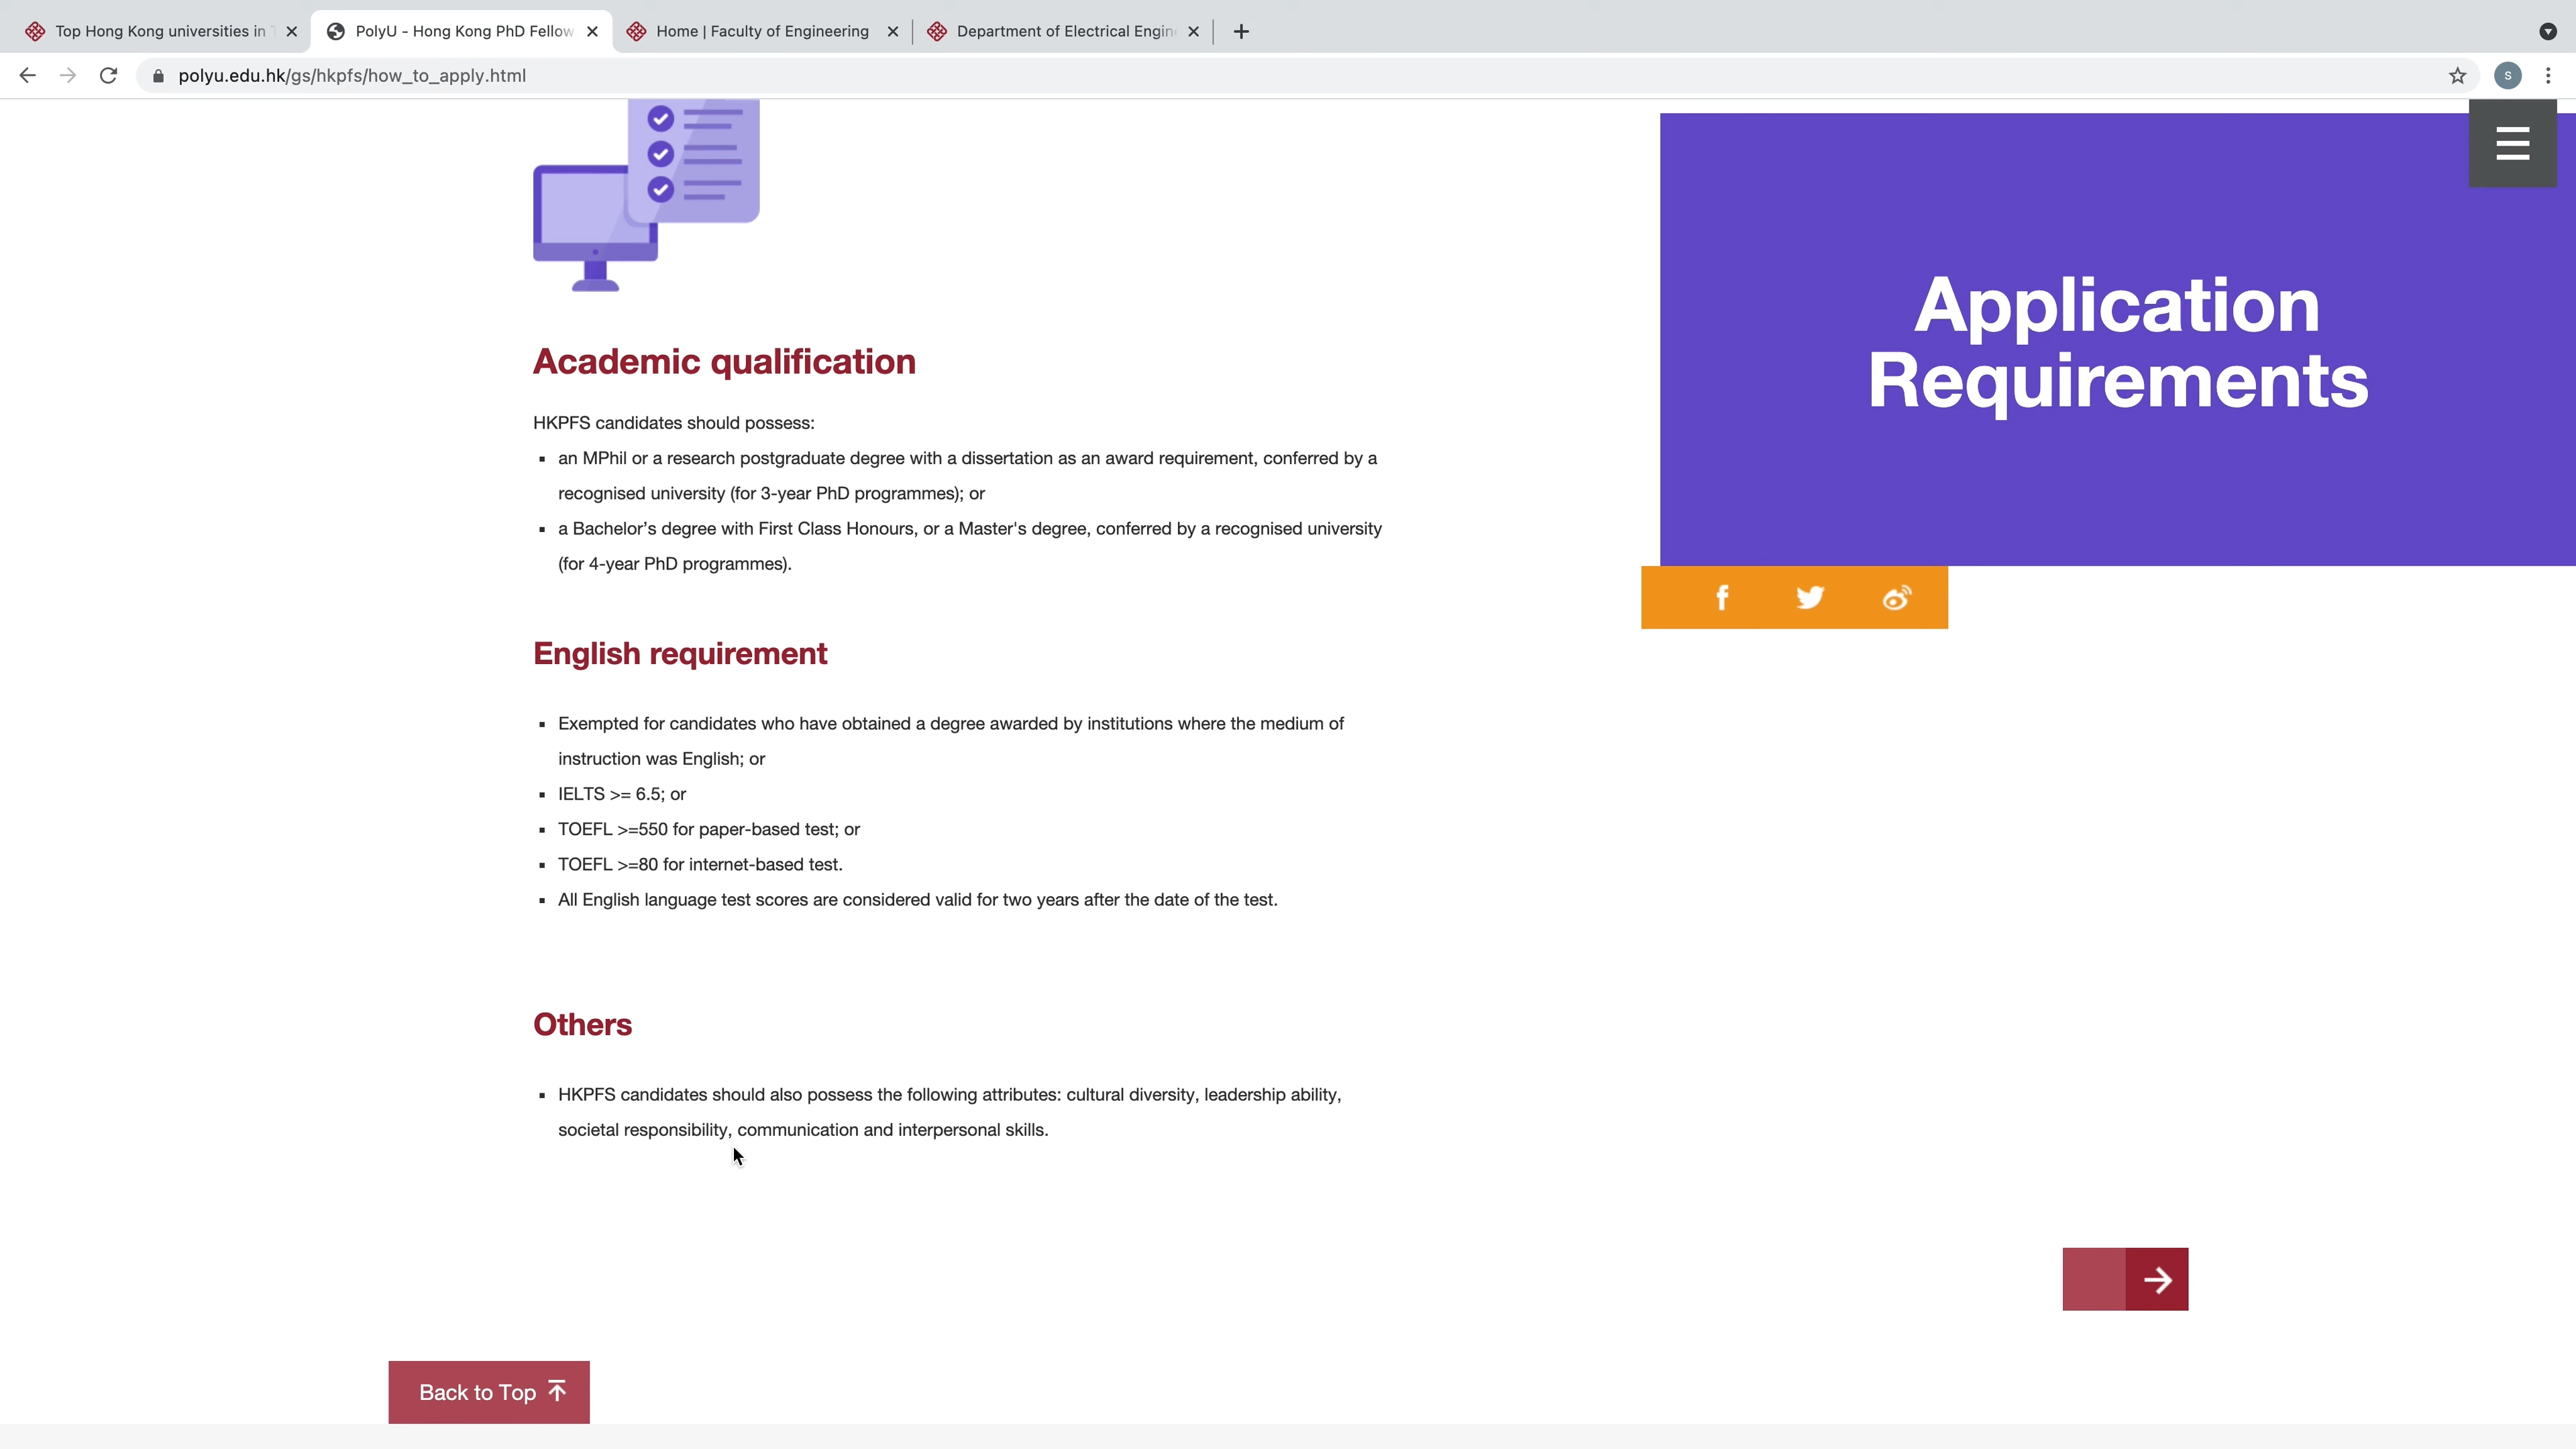 Top Hong Kong universities in
PolyU - Hong Kong PhD Fellow
Home | Faculty of Engineering
Department of Electrical Engin
polyu.edu.hk/gs/hkpfs/how_to_apply.html
S
Application
Requirements
Academic qualification
HKPFS candidates should possess:
▪ an MPhil or a research postgraduate degree with a dissertation as an award requirement, conferred by a
recognised university (for 3-year PhD programmes); or
▪ a Bachelor’s degree with First Class Honours, or a Master's degree, conferred by a recognised university
(for 4-year PhD programmes).
English requirement
▪ Exempted for candidates who have obtained a degree awarded by institutions where the medium of
instruction was English; or
▪ IELTS >= 6.5; or
▪ TOEFL >=550 for paper-based test; or
▪ TOEFL >=80 for internet-based test.
▪ All English language test scores are considered valid for two years after the date of the test.
Others
▪ HKPFS candidates should also possess the following attributes: cultural diversity, leadership ability,
societal responsibility, communication and interpersonal skills.
Back to Top